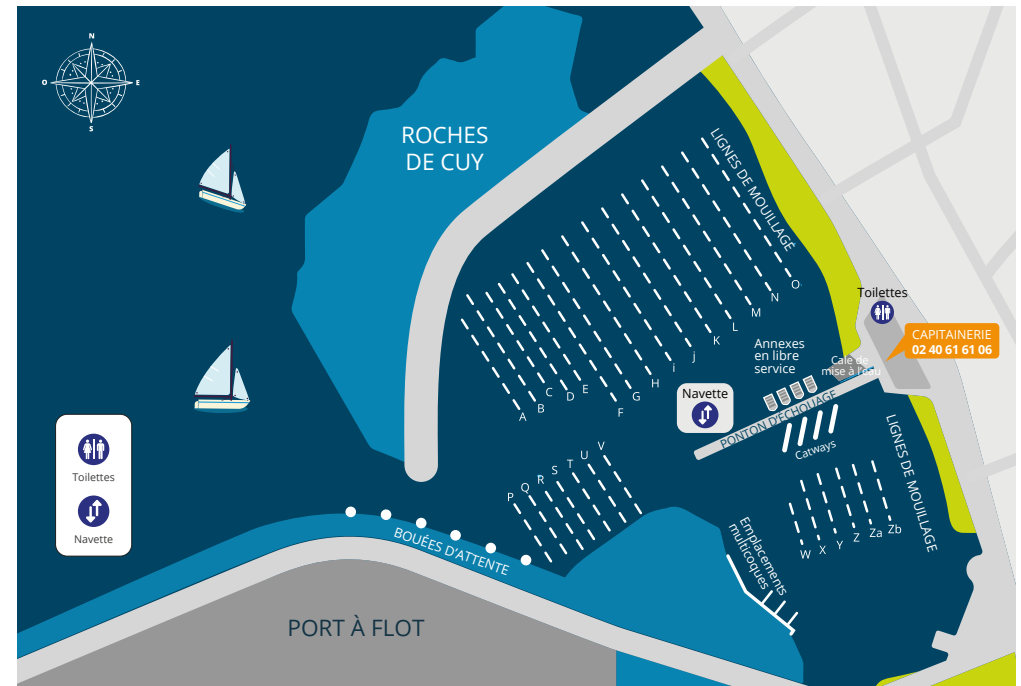 N
O
E
S
ROCHES
DE CUY
LIGNES DE MOUILLAGE
Toilettes
CAPITAINERIE
02 40 61 61 06
Annexes
en libre
service
Cale de
mise à l'eau
Navette
PONTON D'ÉCHOUAGE
Catways
LIGNES DE MOUILLAGE
A
B
C
D
E
F
G
H
i
j
K
L
M
N
O
P
Q
R
S
T
U
V
W
X
Y
Z
Za
Zb
Emplacements
multicoques
BOUÉES D'ATTENTE
PORT À FLOT
Toilettes
Navette